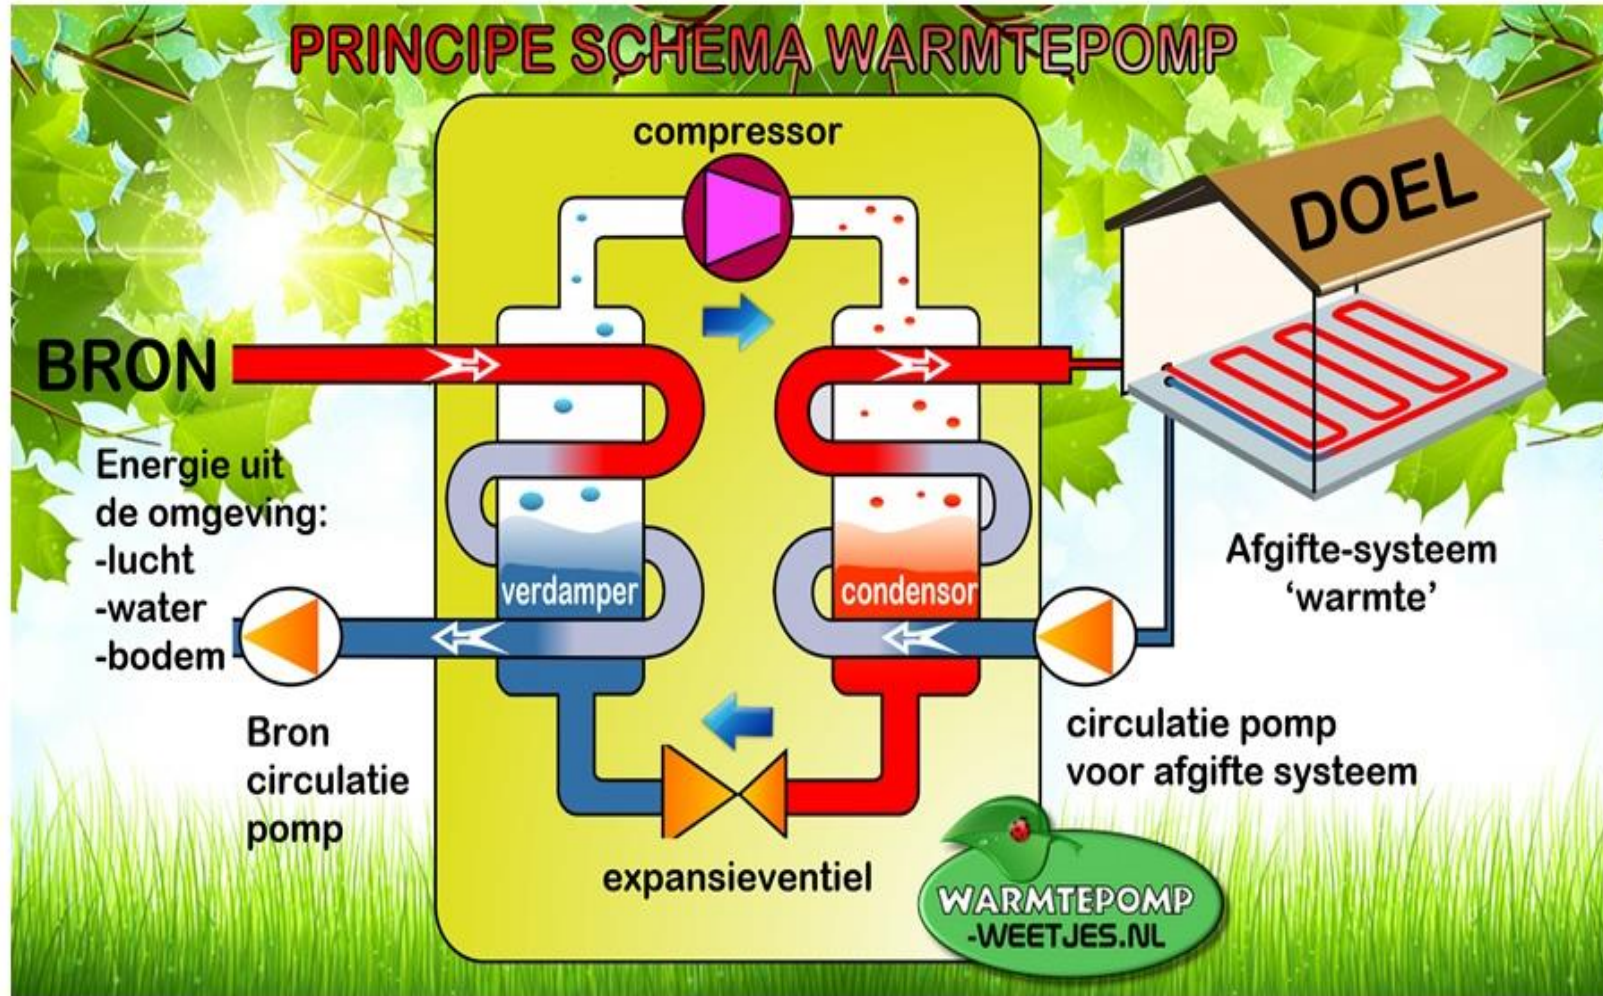 PRINCIPE SCHEMA WARMTEPOMP
compressor
DOEL
BRON
Energie uit
de omgeving:
-lucht
-water
-bodem
verdamper
condensor
Afgifte-systeem
‘warmte’
Bron
circulatie
pomp
circulatie pomp
voor afgifte systeem
expansieventiel
WARMTEPOMP
-WEETJES.NL